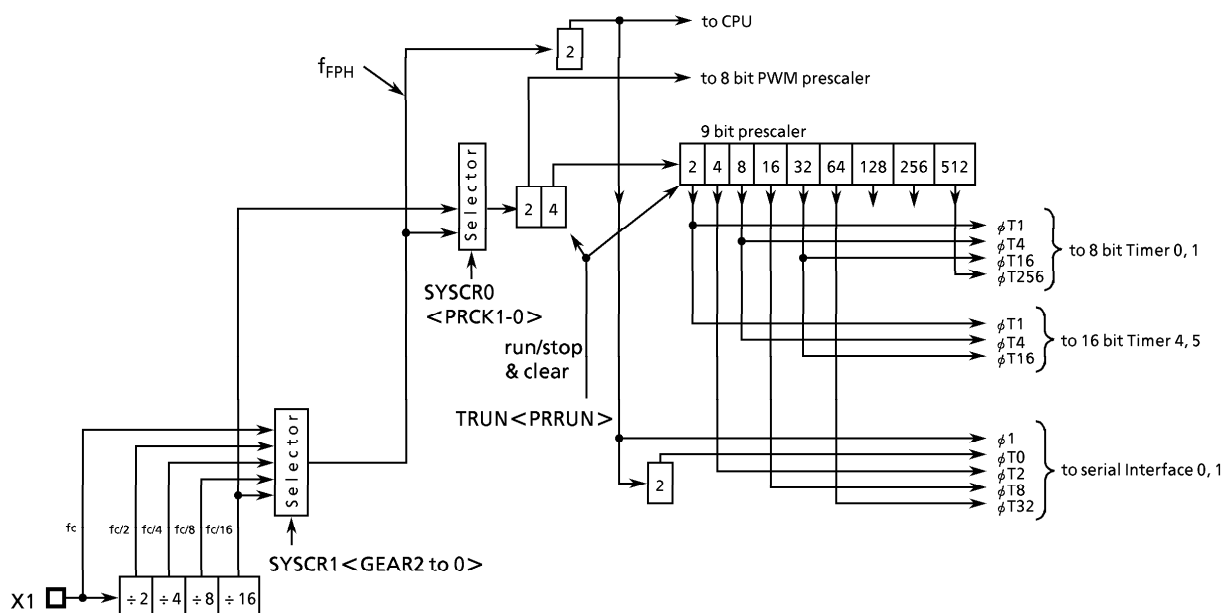 to CPU
2
fFPH
to 8 bit PWM prescaler
9 bit prescaler
Selector
2 4 8 16 32 64 128 256 512
2 4
φT1
φT4
φT16
φT256
to 8 bit Timer 0, 1
SYSCR0
<PRCK1-0>
φT1
φT4
φT16
to 16 bit Timer 4, 5
run/stop
& clear
TRUN<PRRUN>
Selector
φ1
φT0
φT2
φT8
φT32
to serial Interface 0, 1
2
fc fc/2 fc/4 fc/8 fc/16
SYSCR1<GEAR2 to 0>
X1
÷2 ÷4 ÷8 ÷16